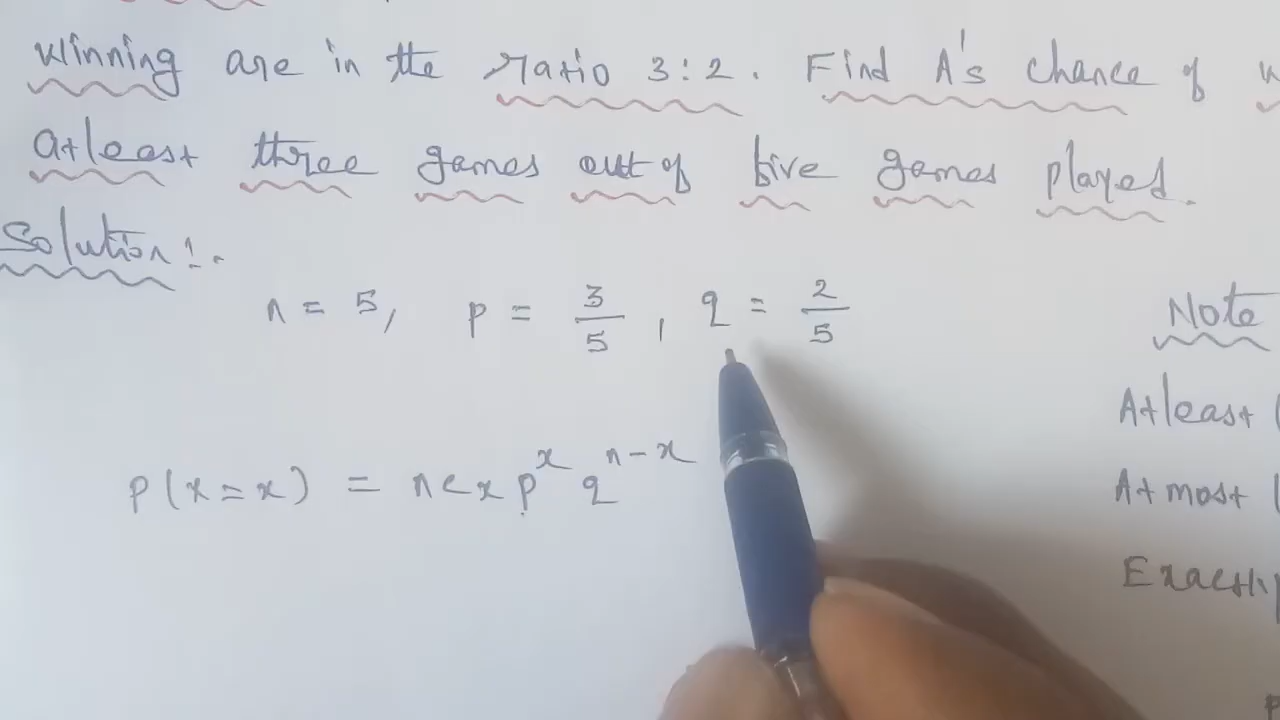 winning are in the ratio 3:2. Find A's chance of
atleast three games out of five games played.
Solution:-
n = 5, p = 3/5, q = 2/5
Note
Atleast (
p(x=x) = ncx p^x q^{n-x}
Atmost (
Exactly